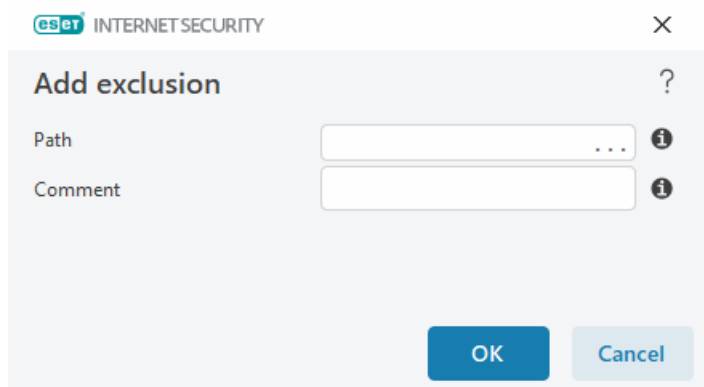 eset INTERNET SECURITY
Add exclusion
?
Path
...
Comment
OK
Cancel